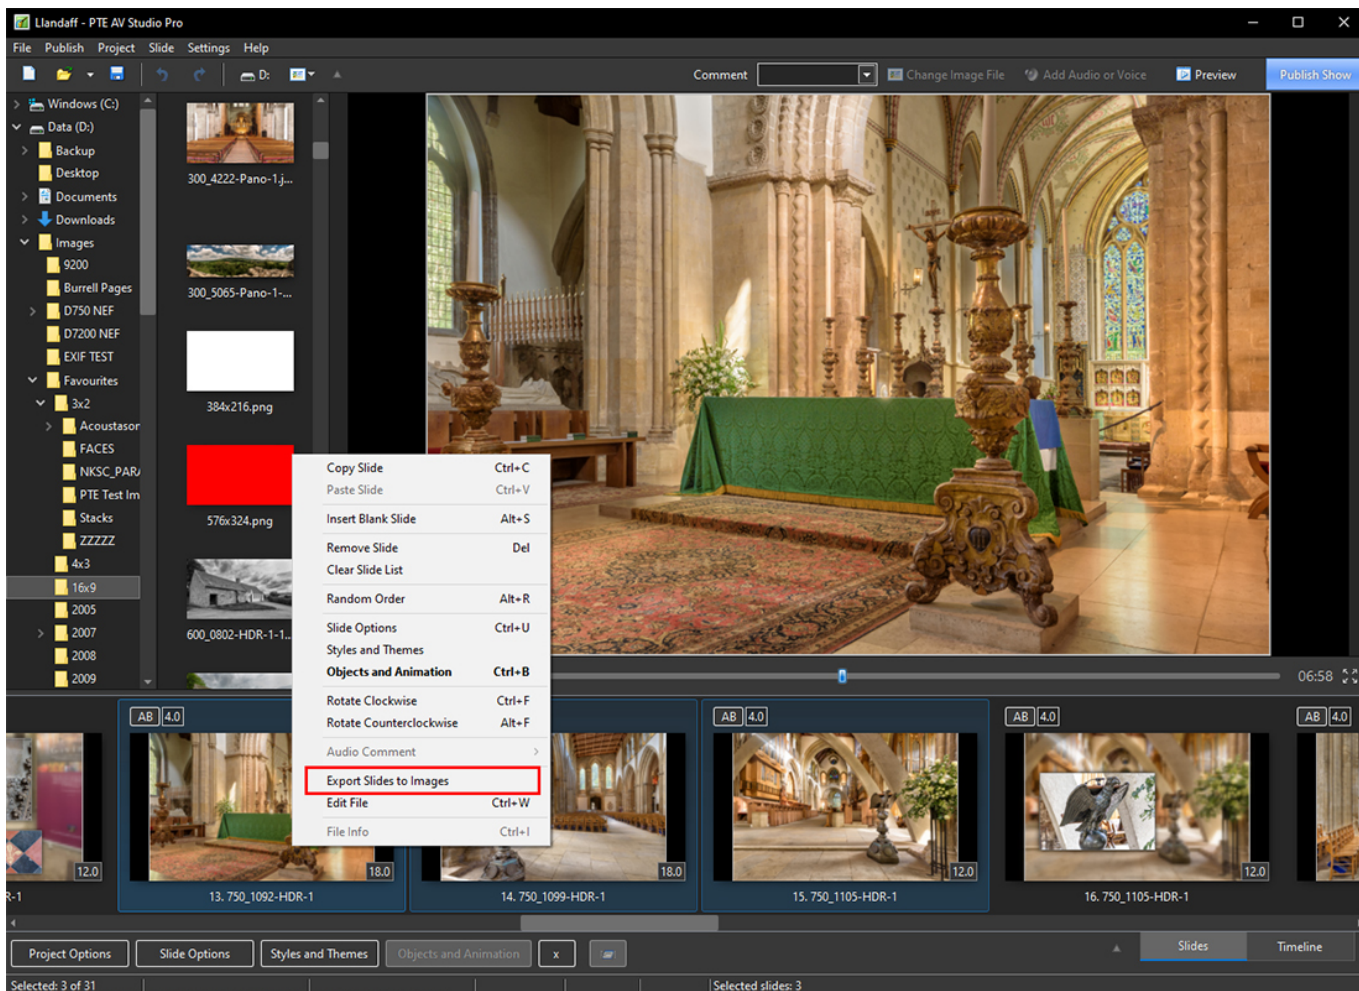 Llandaff - PTE AV Studio Pro
File Publish Project Slide Settings Help
D:
Comment
Change Image File
Add Audio or Voice
Preview
Publish Show
Windows (C:)
Data (D:)
Backup
Desktop
Documents
Downloads
Images
9200
Burrell Pages
D750 NEF
D7200 NEF
EXIF TEST
Favourites
3x2
Acoustasor
FACES
NKSC_PAR
PTE Test Im
Stacks
ZZZZZ
4x3
16x9
2005
2007
2008
2009
300_4222-Pano-1.j...
300_5065-Pano-1-...
384x216.png
576x324.png
600_0802-HDR-1-1...
Copy Slide Ctrl+C
Paste Slide Ctrl+V
Insert Blank Slide Alt+S
Remove Slide Del
Clear Slide List
Random Order Alt+R
Slide Options Ctrl+U
Styles and Themes
Objects and Animation Ctrl+B
Rotate Clockwise Ctrl+F
Rotate Counterclockwise Alt+F
Audio Comment
Export Slides to Images
Edit File Ctrl+W
File Info Ctrl+I
06:58
AB 4.0
AB 4.0
AB 4.0
AB 4.0
12.0
18.0
18.0
12.0
12.0
R-1
13. 750_1092-HDR-1
14. 750_1099-HDR-1
15. 750_1105-HDR-1
16. 750_1105-HDR-1
Project Options
Slide Options
Styles and Themes
Objects and Animation
x
Slides
Timeline
Selected: 3 of 31
Selected slides: 3